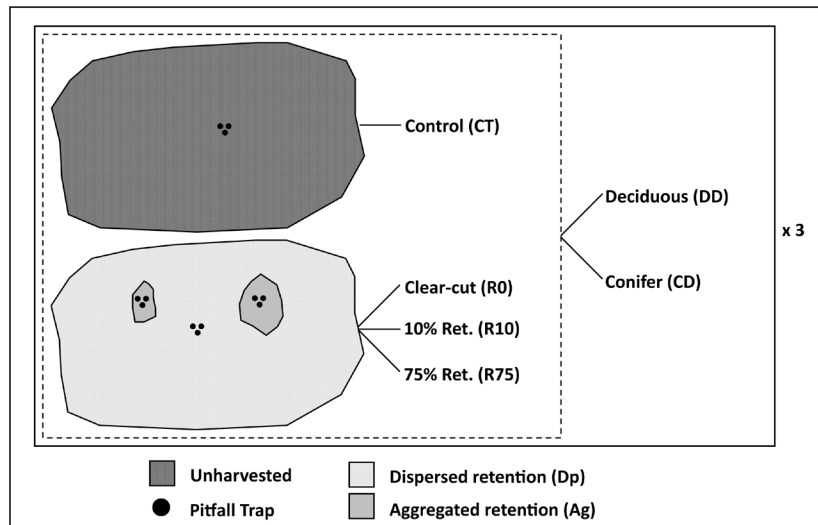 Control (CT)
Deciduous (DD)
x 3
Conifer (CD)
Clear-cut (R0)
10% Ret. (R10)
75% Ret. (R75)
Unharvested
Dispersed retention (Dp)
Pitfall Trap
Aggregated retention (Ag)